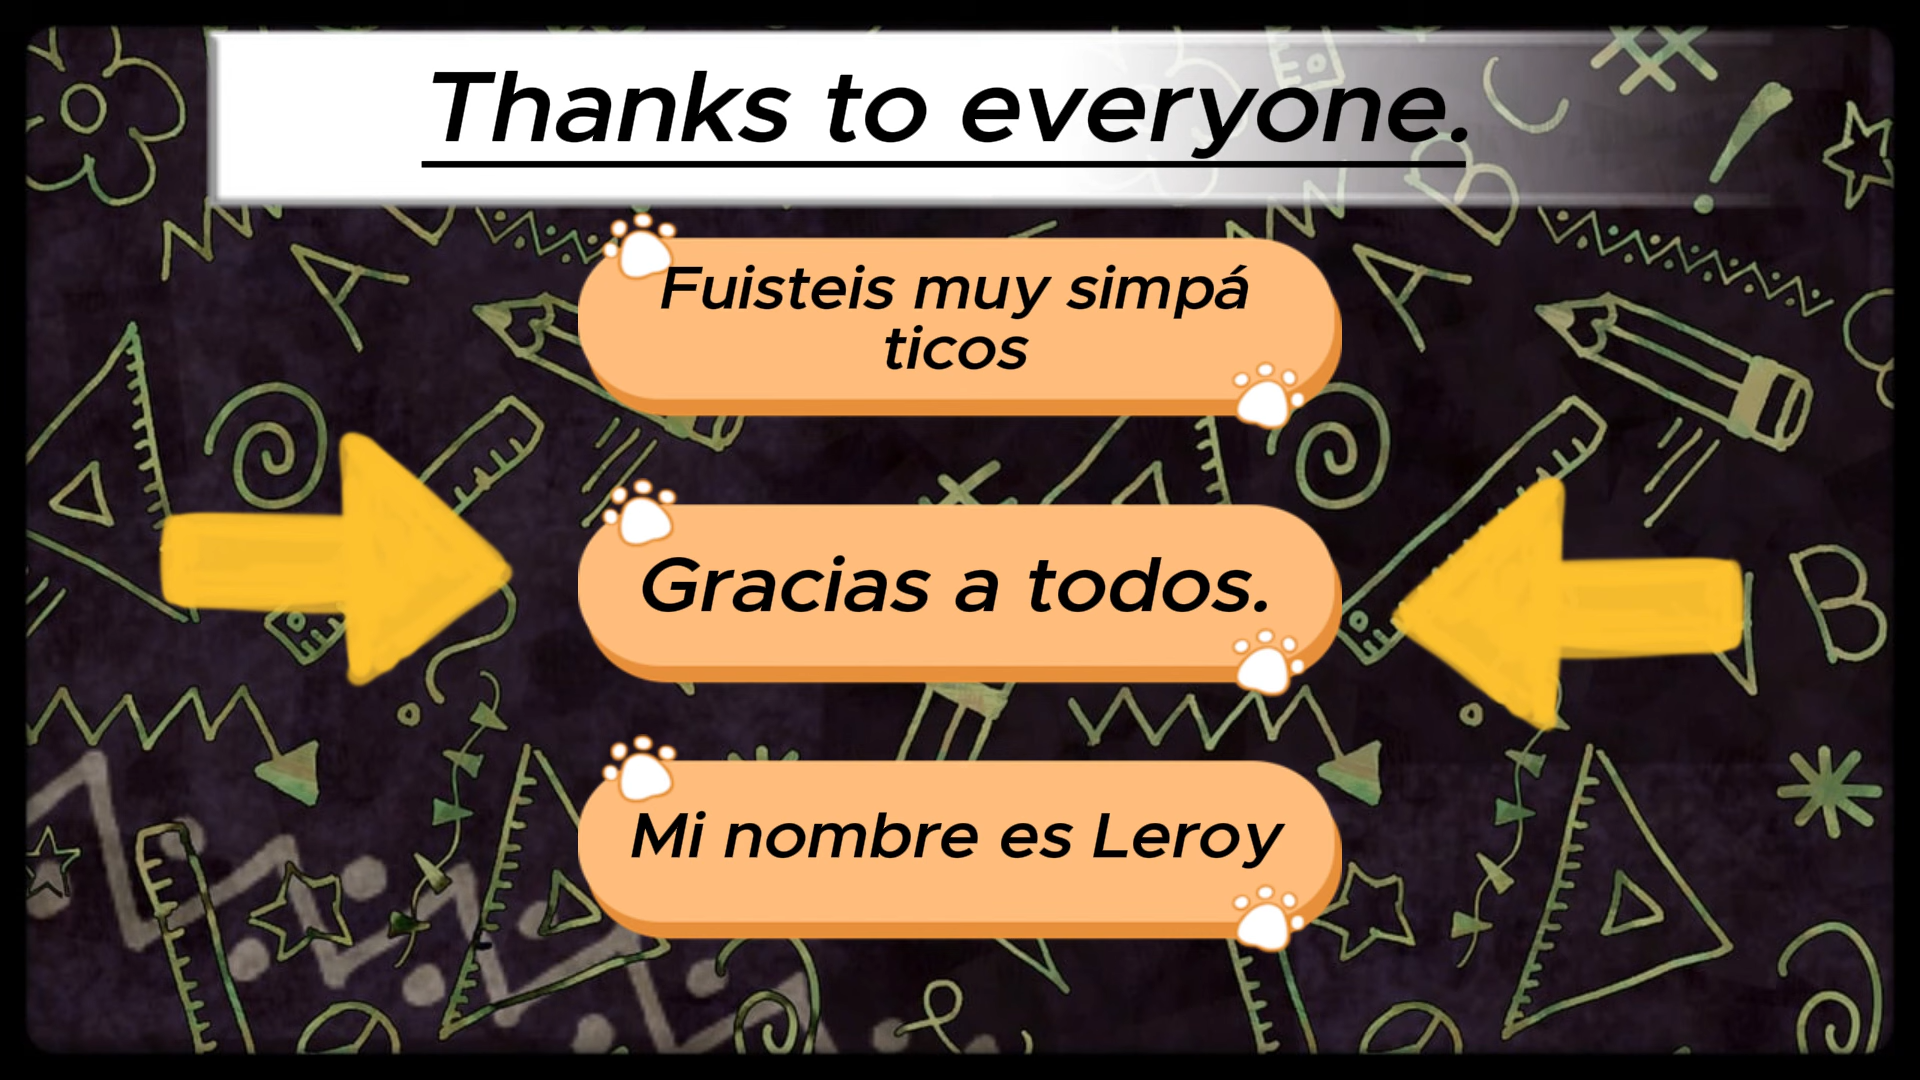 Thanks to everyone.
Fuisteis muy simpá
ticos
Gracias a todos.
Mi nombre es Leroy